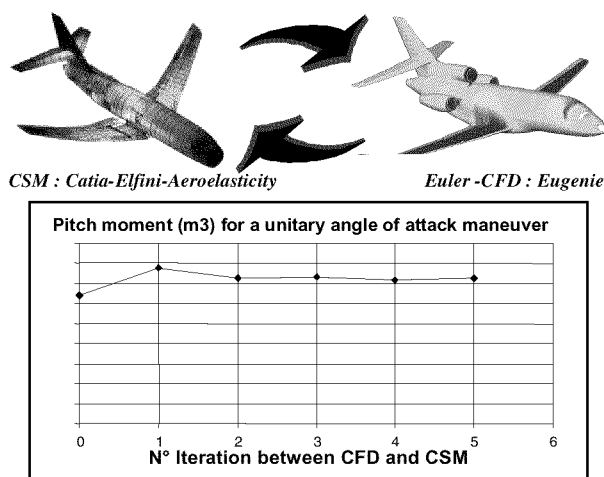 CSM : Catia-Elfini-Aeroelasticity
Euler -CFD : Eugenie
Pitch moment (m3) for a unitary angle of attack maneuver
0 1 2 3 4 5 6
N° Iteration between CFD and CSM